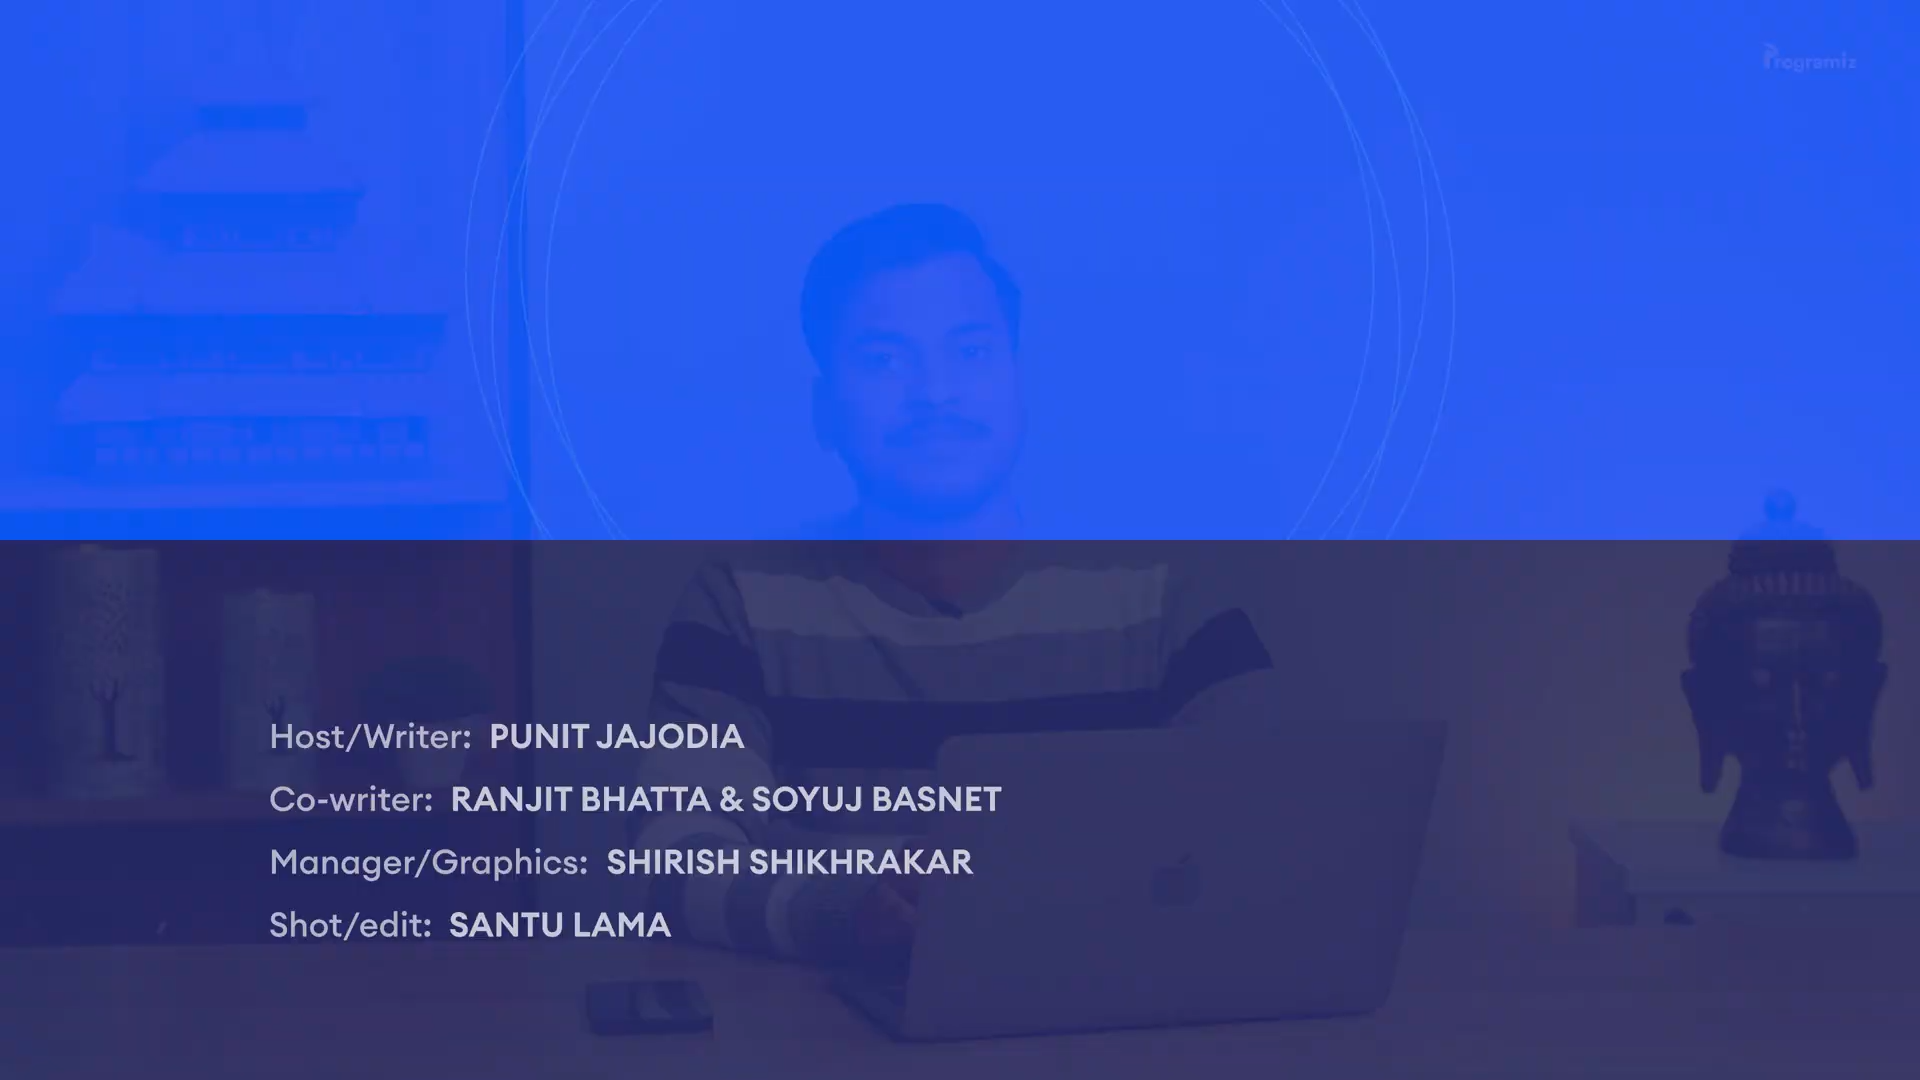 Programiz
Host/Writer: PUNIT JAJODIA
Co-writer: RANJIT BHATTA & SOYUJ BASNET
Manager/Graphics: SHIRISH SHIKHRAKAR
Shot/edit: SANTU LAMA